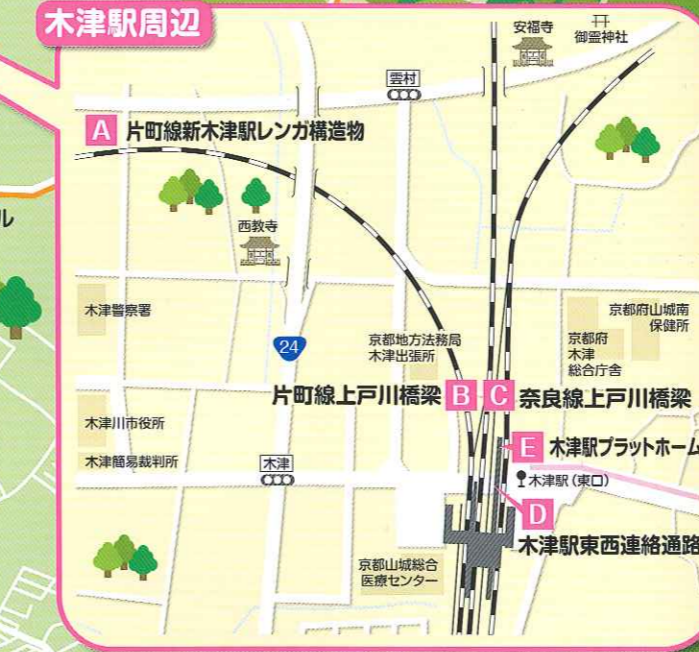 木津駅周辺
安福寺
御霊神社
雲村
A 片町線新木津駅レンガ構造物
ル
西教寺
木津警察署
24
京都地方法務局
木津出張所
京都府山城南
保健所
京都府
木津
総合庁舎
片町線上戸川橋梁 B
C 奈良線上戸川橋梁
木津川市役所
E 木津駅プラットホーム
木津簡易裁判所
木津
木津駅(東口)
D
木津駅東西連絡通路
京都山城総合
医療センター